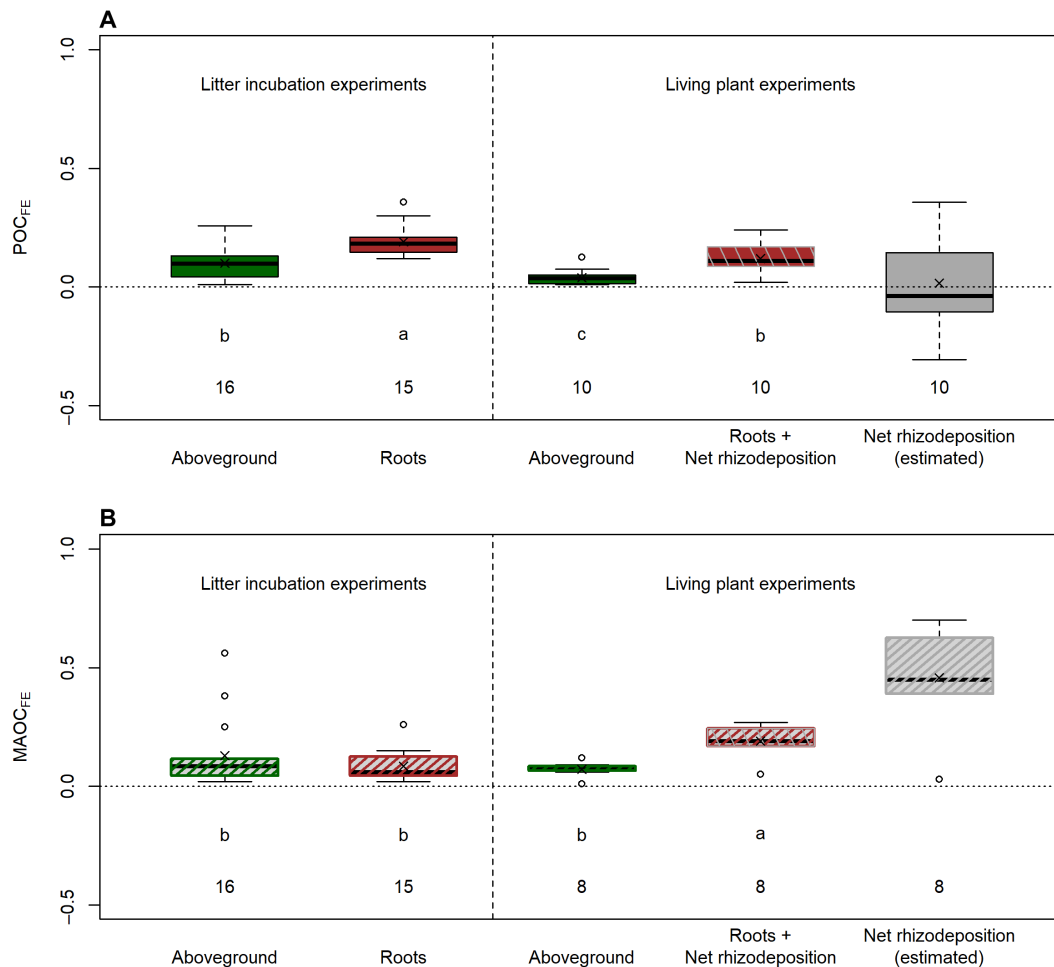 A
1.0
0.5
0.0
−0.5
POCFE
Litter incubation experiments
Living plant experiments
b
a
c
b
16
15
10
10
10
Aboveground
Roots
Aboveground
Roots +
Net rhizodeposition
Net rhizodeposition
(estimated)
B
1.0
0.5
0.0
−0.5
MAOCFE
Litter incubation experiments
Living plant experiments
b
b
b
a
16
15
8
8
8
Aboveground
Roots
Aboveground
Roots +
Net rhizodeposition
Net rhizodeposition
(estimated)